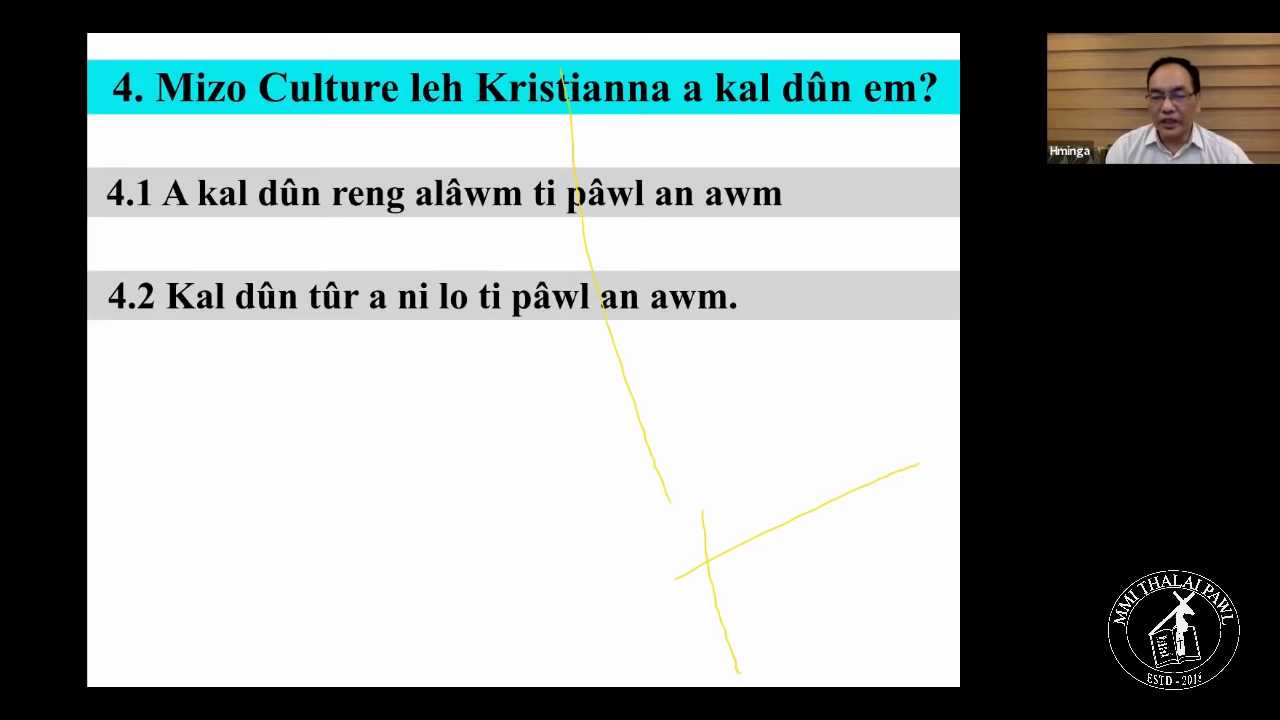 4. Mizo Culture leh Kristianna a kal dûn em?
4.1 A kal dûn reng alâwm ti pâwl an awm
4.2 Kal dûn tûr a ni lo ti pâwl an awm.
Hminga
MMI THALAI PAWL
ESTD - 2018